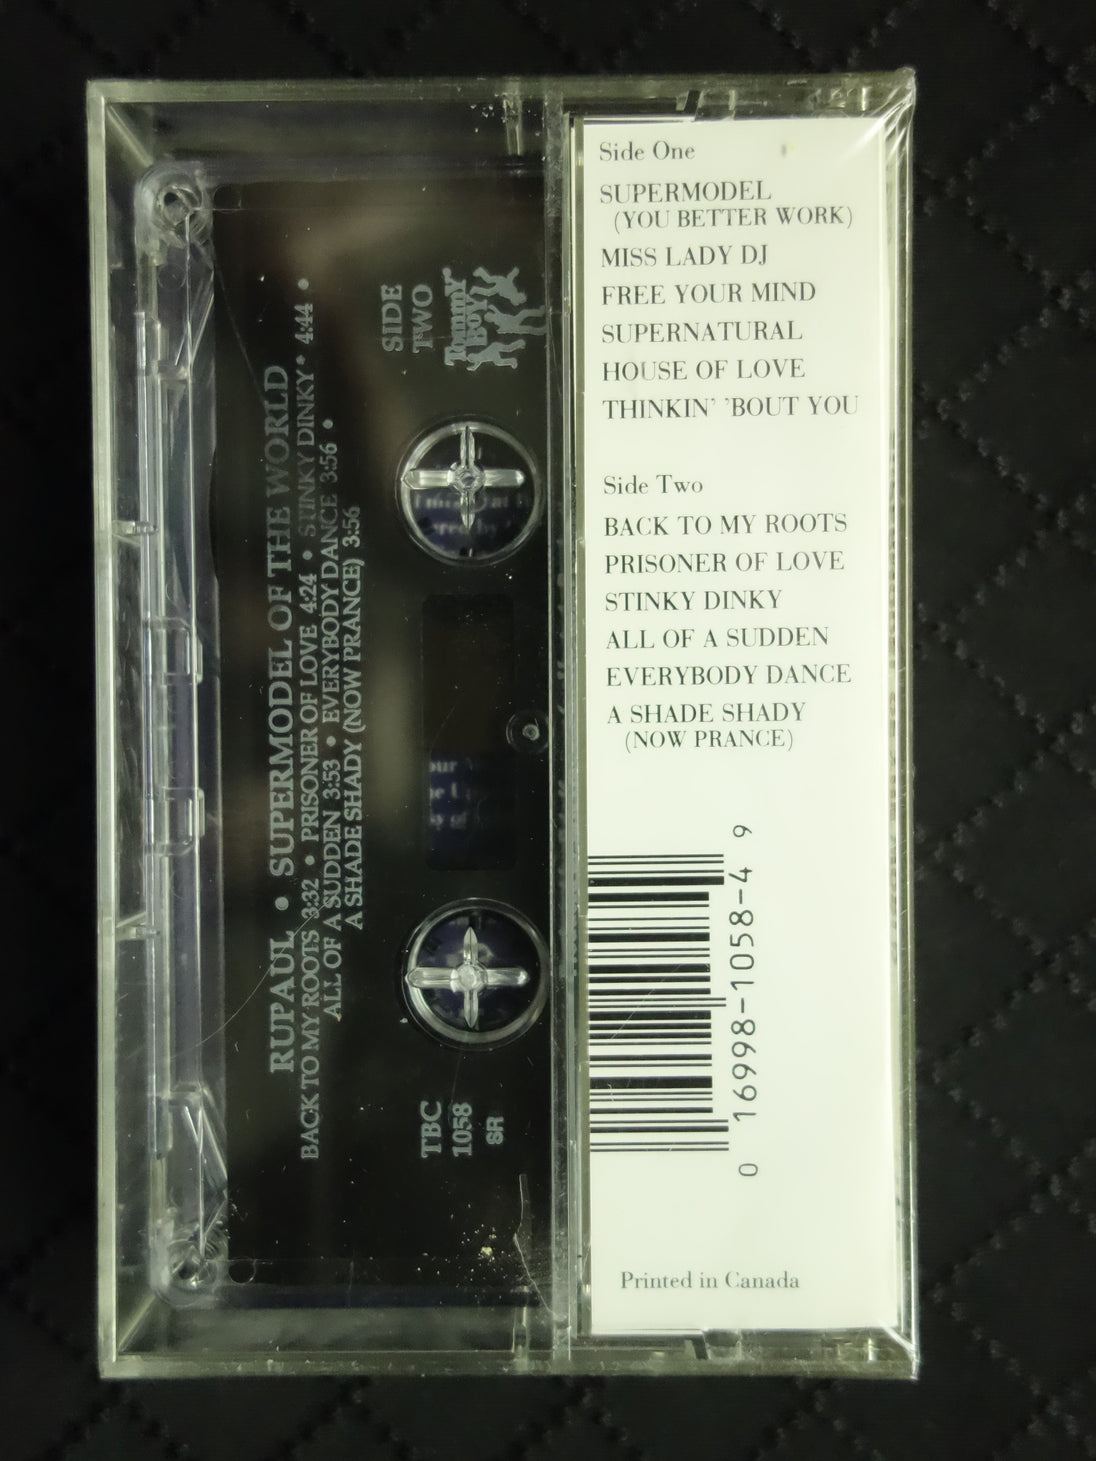 Side One
SUPERMODEL
(YOU BETTER WORK)
MISS LADY DJ
FREE YOUR MIND
SUPERNATURAL
HOUSE OF LOVE
THINKIN' 'BOUT YOU
Side Two
BACK TO MY ROOTS
PRISONER OF LOVE
STINKY DINKY
ALL OF A SUDDEN
EVERYBODY DANCE
A SHADE SHADY
(NOW PRANCE)
0 16998-1058-4 9
Printed in Canada
RUPAUL • SUPERMODEL OF THE WORLD
BACK TO MY ROOTS 3:32 • PRISONER OF LOVE 4:24 • STINKY DINKY* 4:44 •
ALL OF A SUDDEN 3:53 • EVERYBODY DANCE 3:56 •
A SHADE SHADY (NOW PRANCE) 3:56
SIDE
TWO
Tommy
Boy
TBC
1058
SR